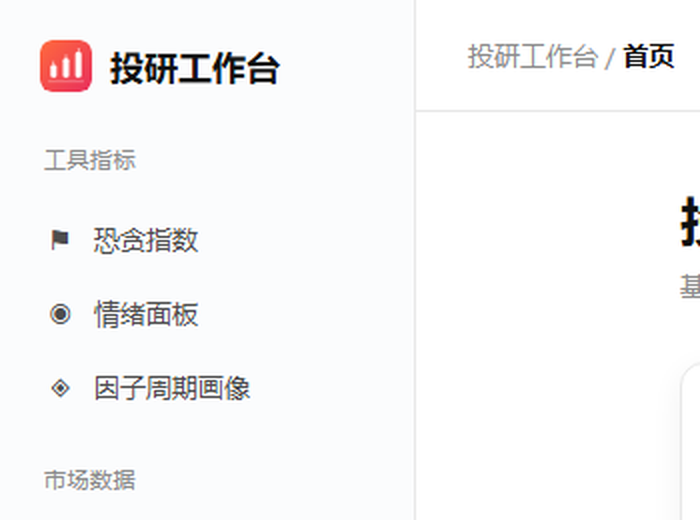 投研工作台
投研工作台 / 首页
工具指标
恐贪指数
情绪面板
因子周期画像
市场数据
基